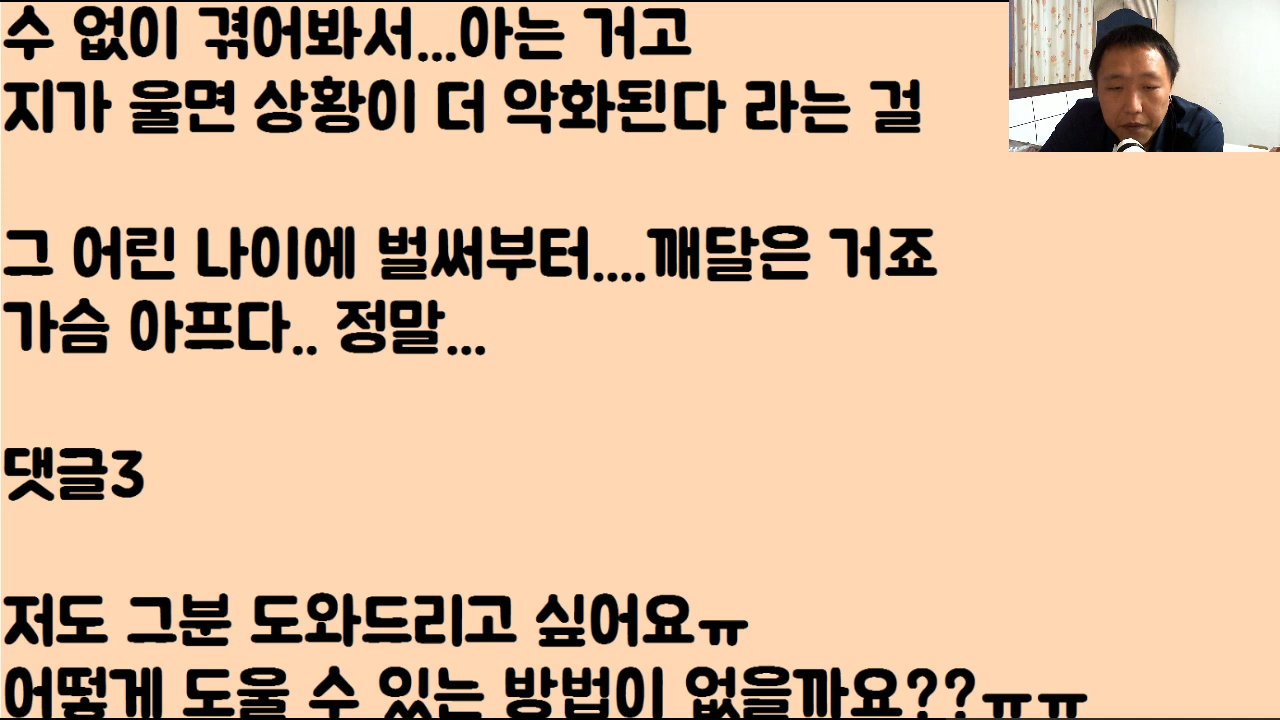 수 없이 겪어봐서...아는 거고
지가 울면 상황이 더 악화된다 라는 걸
그 어린 나이에 벌써부터....깨달은 거죠
가슴 아프다.. 정말...
댓글3
저도 그분 도와드리고 싶어요ㅠ
어떻게 도울 수 있는 방법이 없을까요??ㅠㅠ